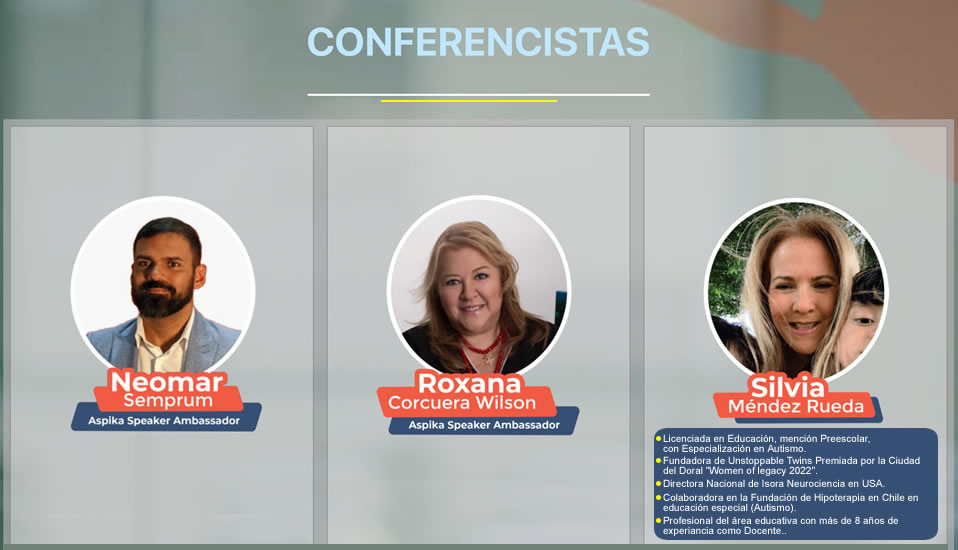 CONFERENCISTAS
Neomar
Semprum
Aspika Speaker Ambassador
Roxana
Corcuera Wilson
Aspika Speaker Ambassador
Silvia
Méndez Rueda
Licenciada en Educación, mención Preescolar,
con Especialización en Autismo.
Fundadora de Unstoppable Twins Premiada por la Ciudad
del Doral "Women of legacy 2022".
Directora Nacional de Isora Neurociencia en USA.
Colaboradora en la Fundación de Hipoterapia en Chile en
educación especial (Autismo).
Profesional del área educativa con más de 8 años de
experiancia como Docente..